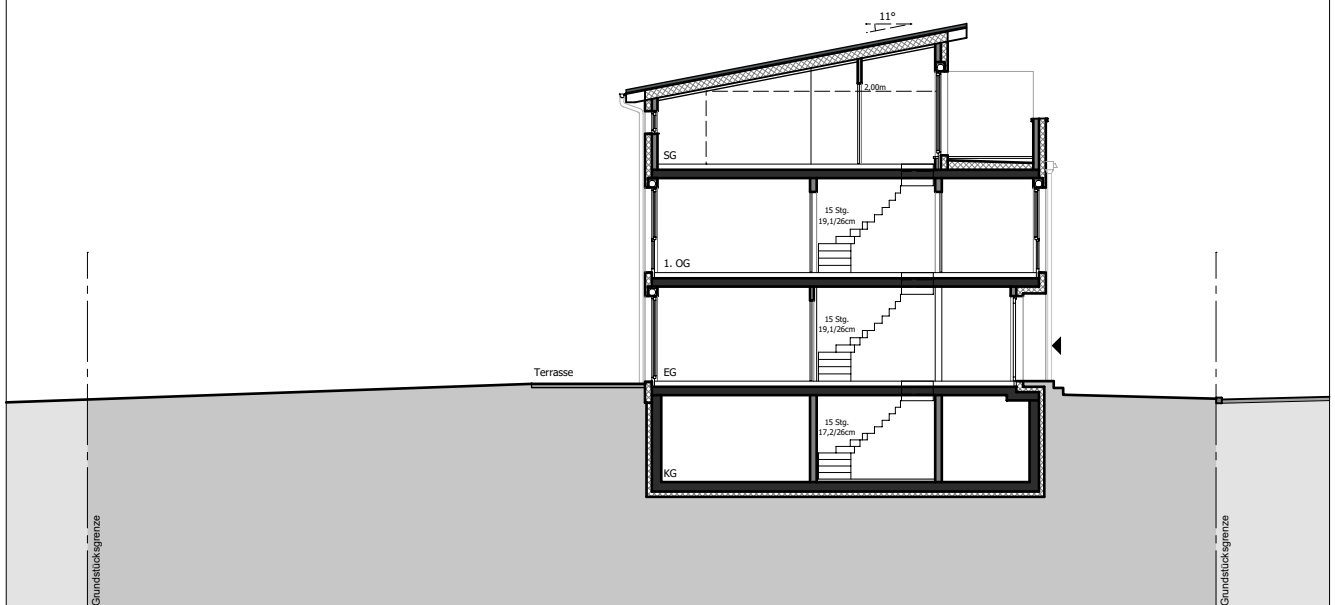 11°
2,00m
SG
15 Stg.
19,1/26cm
1. OG
15 Stg.
19,1/26cm
Terrasse
EG
15 Stg.
17,2/26cm
KG
Grundstücksgrenze
Grundstücksgrenze